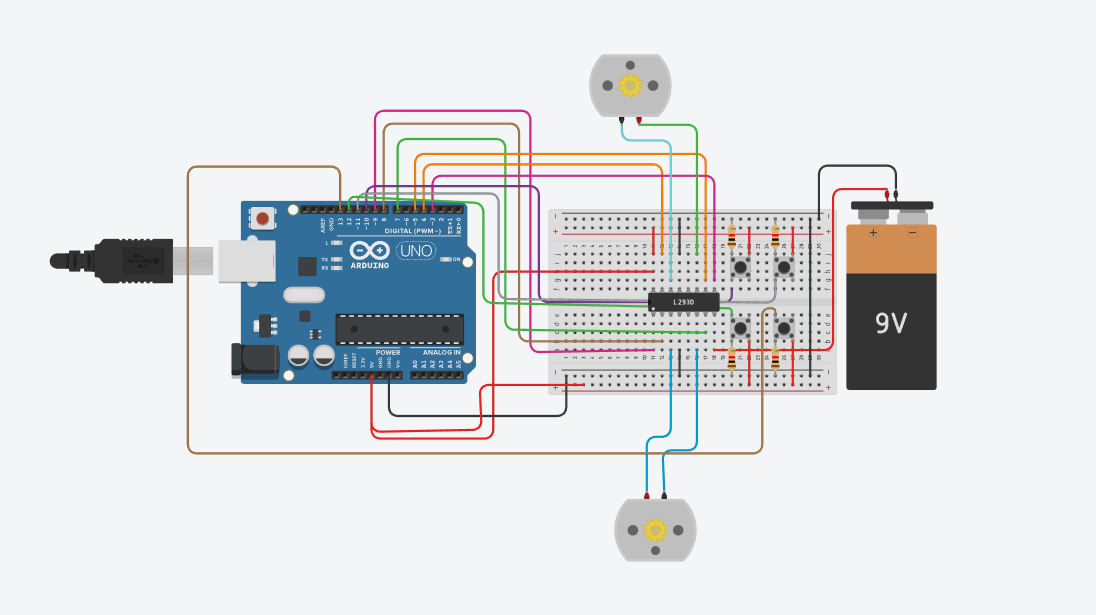 AREF
GND
13
12
~11
~10
~9
8
7
~6
~5
4
~3
2
TX→1
RX←0
DIGITAL (PWM~)
L
TX
RX
ARDUINO
UNO
ON
L293D
POWER
ANALOG IN
IOREF
RESET
3.3V
5V
GND
GND
Vin
A0
A1
A2
A3
A4
A5
+
−
9V